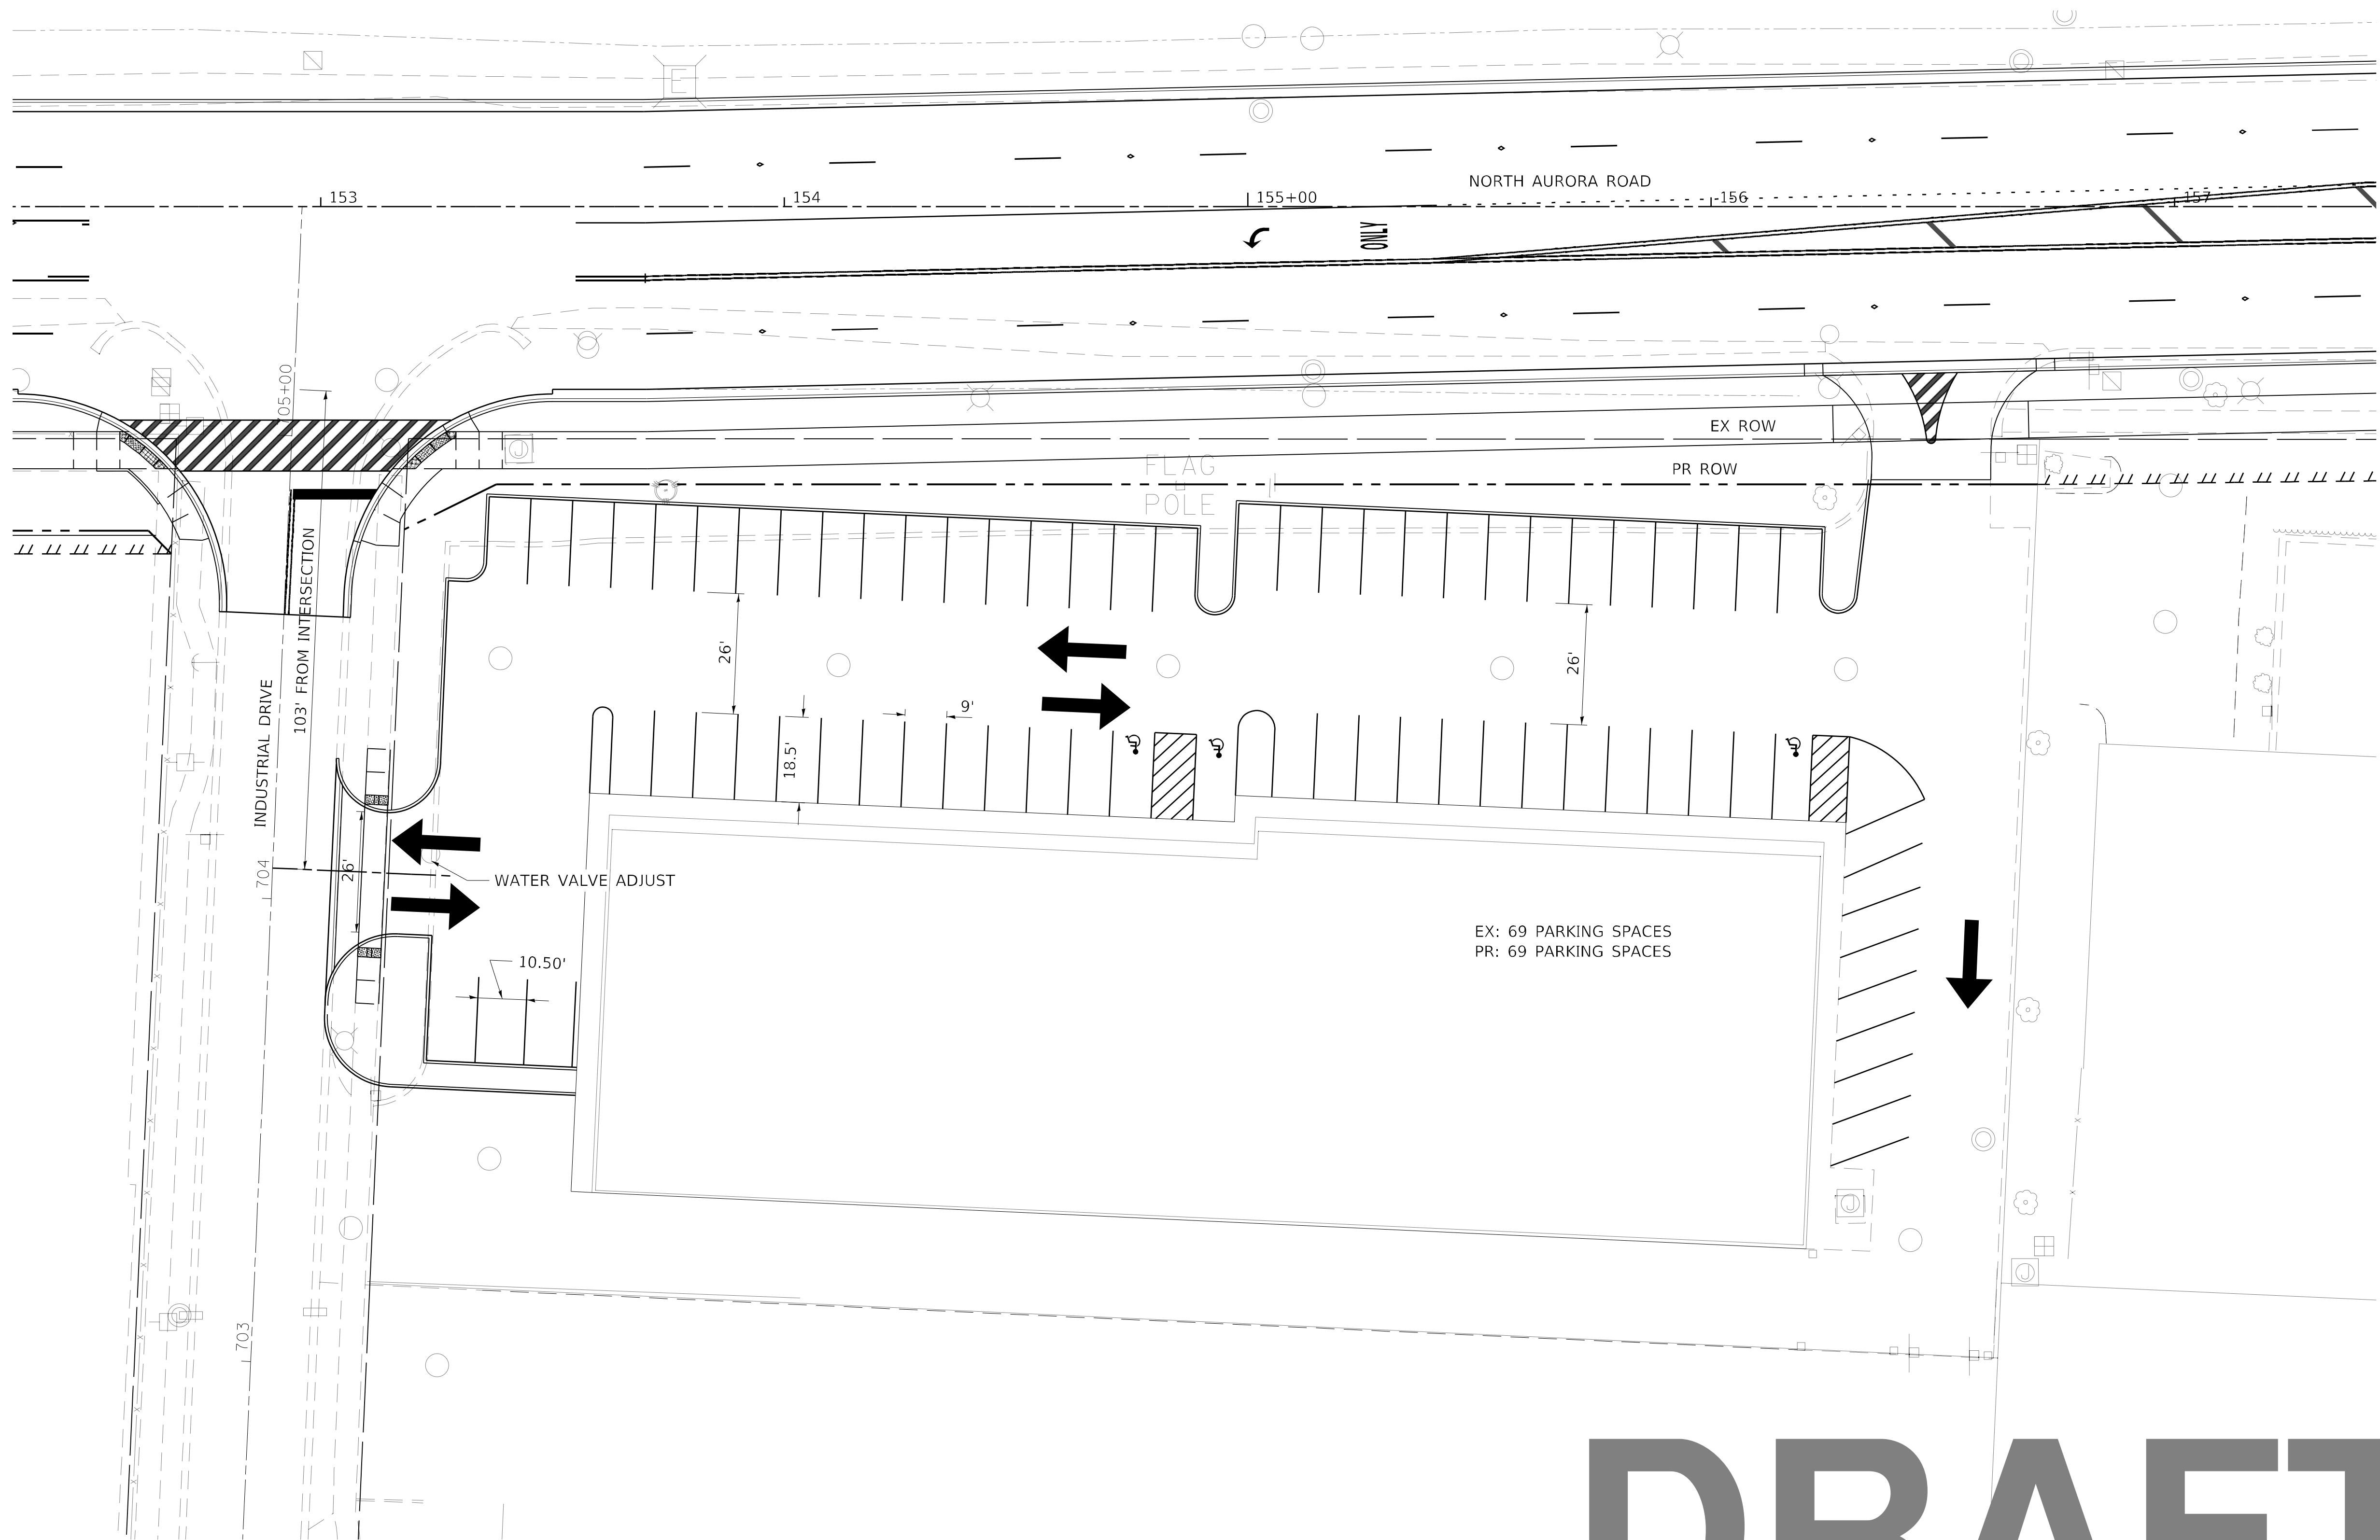 E
NORTH AURORA ROAD
153
154
155+00
156
157
ONLY
05+00
EX ROW
J
FLAG
POLE
PR ROW
103' FROM INTERSECTION
26'
26'
INDUSTRIAL DRIVE
9'
18.5'
704
26'
WATER VALVE ADJUST
EX: 69 PARKING SPACES
PR: 69 PARKING SPACES
10.50'
J
J
703
DRAFT